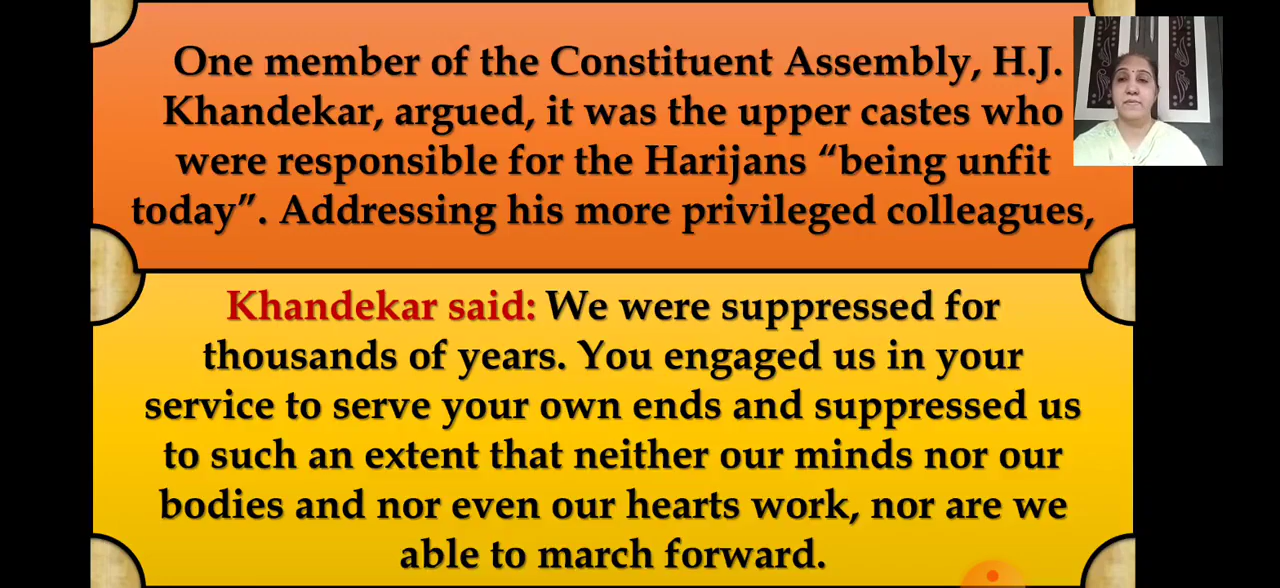 One member of the Constituent Assembly, H.J.
Khandekar, argued, it was the upper castes who
were responsible for the Harijans “being unfit
today”. Addressing his more privileged colleagues,
Khandekar said: We were suppressed for
thousands of years. You engaged us in your
service to serve your own ends and suppressed us
to such an extent that neither our minds nor our
bodies and nor even our hearts work, nor are we
able to march forward.